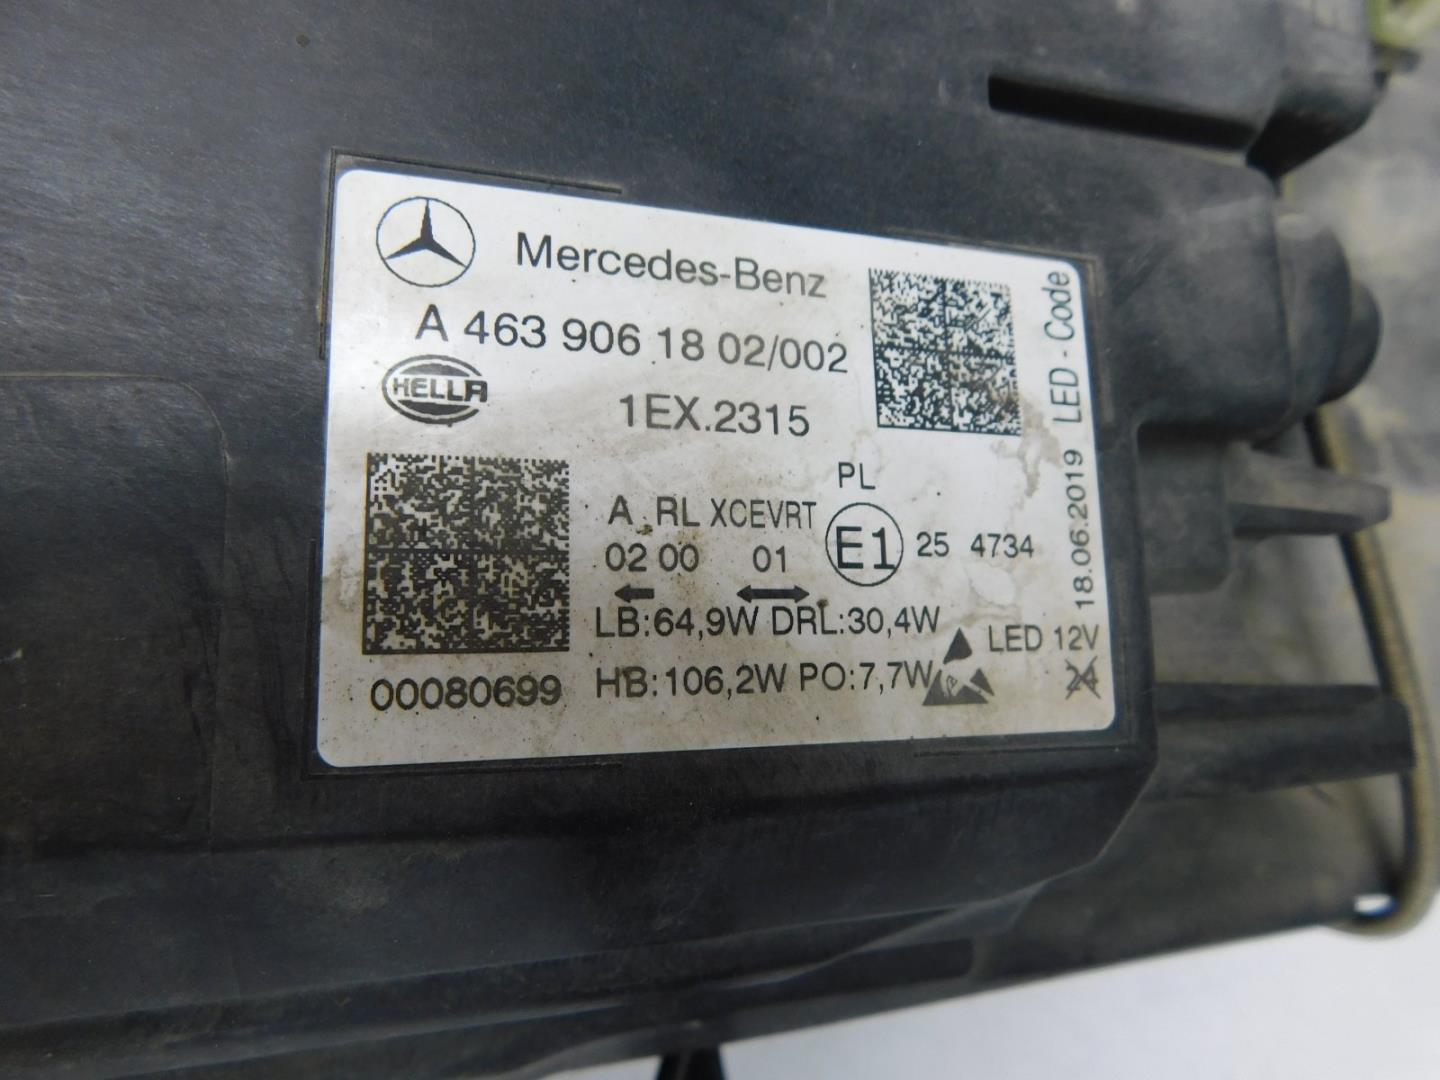 Mercedes-Benz
A 463 906 18 02/002
HELLA
1EX.2315
PL
A RL XCEVRT
E1
25 4734
02 00 01
LB:64,9W DRL:30,4W
HB:106,2W PO:7,7W
LED 12V
00080699
18.06.2019 LED - Code